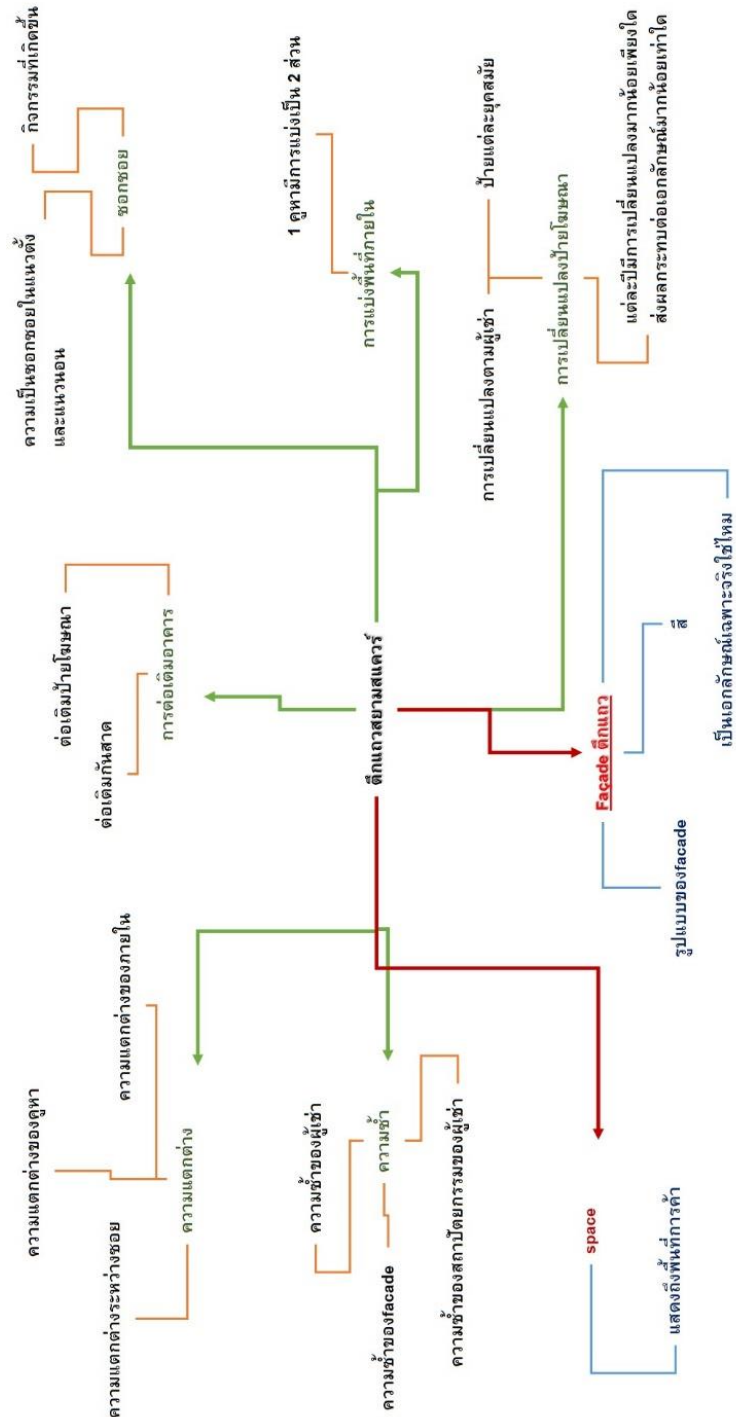 ความแตกต่างของคูหา
ความแตกต่างระหว่างซอย
ความแตกต่างของภายใน
ความแตกต่าง
ความซ้ำของผู้เช่า
ความซ้ำ
ความซ้ำของfacade
ความซ้ำของสถาปัตยกรรมของผู้เช่า
space
แสดงถึงพื้นที่การค้า
ต่อเติมป้ายโฆษณา
ต่อเติมกันสาด
การต่อเติมอาคาร
ตึกแถวสยามสแควร์
Façade ตึกแถว
รูปแบบของfacade
สี
เป็นเอกลักษณ์เฉพาะจริงใช่ไหม
กิจกรรมที่เกิดขึ้น
ความเป็นซอกซอยในแนวตั้ง
และแนวนอน
ซอกซอย
1 คูหามีการแบ่งเป็น 2 ส่วน
การแบ่งพื้นที่ภายใน
การเปลี่ยนแปลงตามผู้เช่า
ป้ายแต่ละยุคสมัย
การเปลี่ยนแปลงป้ายโฆษณา
แต่ละปีมีการเปลี่ยนแปลงมากน้อยเพียงใด
ส่งผลกระทบต่อเอกลักษณ์มากน้อยเท่าใด